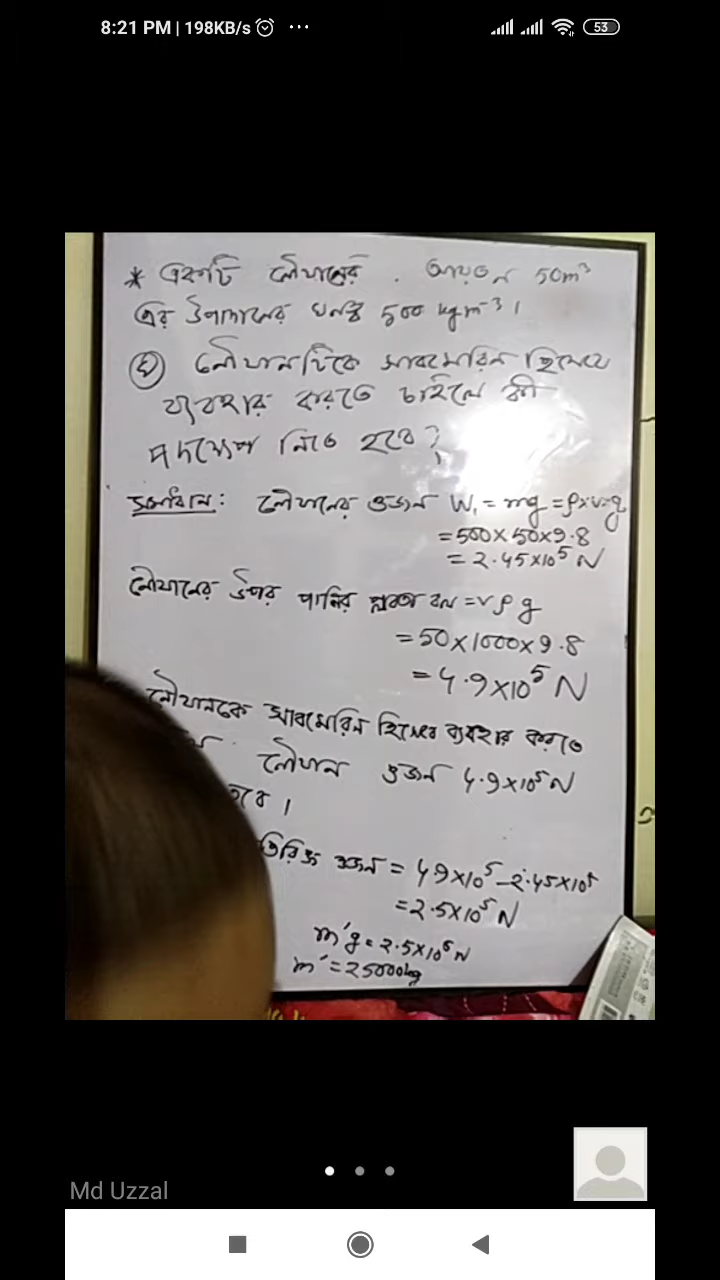 8:21 PM | 198KB/s ...
53
* একটি নৌযানের . আয়তন 50m³
এর উপাদানের ঘনত্ব 500 kgm⁻³।
ঘ নৌযানটিকে সাবমেরিন হিসেবে
ব্যবহার করতে চাইলে কী
পদক্ষেপ নিতে হবে?
সমাধান: নৌযানের ওজন W₁ = mg = ρ×v×g
= 500×50×9.8
= 2.45×10⁵ N
নৌযানের উপর পানির প্লবতা বল = vρg
= 50×1000×9.8
= 4.9×10⁵ N
নৌযানকে সাবমেরিন হিসেবে ব্যবহার করতে
নৌযান ওজন 4.9×10⁵ N
হবে।
তিরিক্ত ওজন = 4.9×10⁵ – 2.45×10⁵
= 2.5×10⁵ N
m'g = 2.5×10⁵ N
m' = 25000kg
Md Uzzal